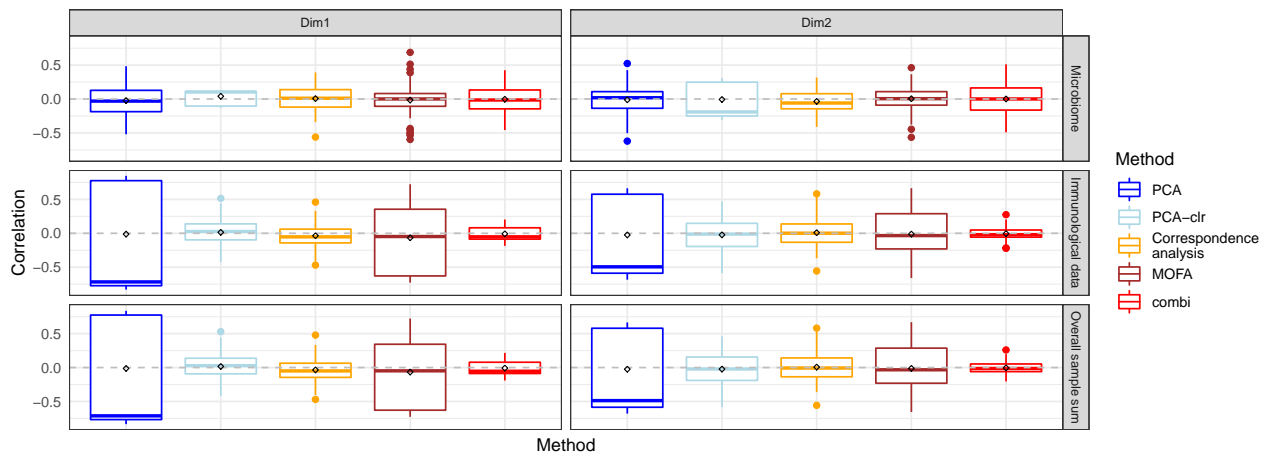 Dim1
Dim2
0.5
0.0
−0.5
Microbiome
0.5
0.0
−0.5
Immunological data
0.5
0.0
−0.5
Overall sample sum
Correlation
Method
Method
PCA
PCA−clr
Correspondence
analysis
MOFA
combi